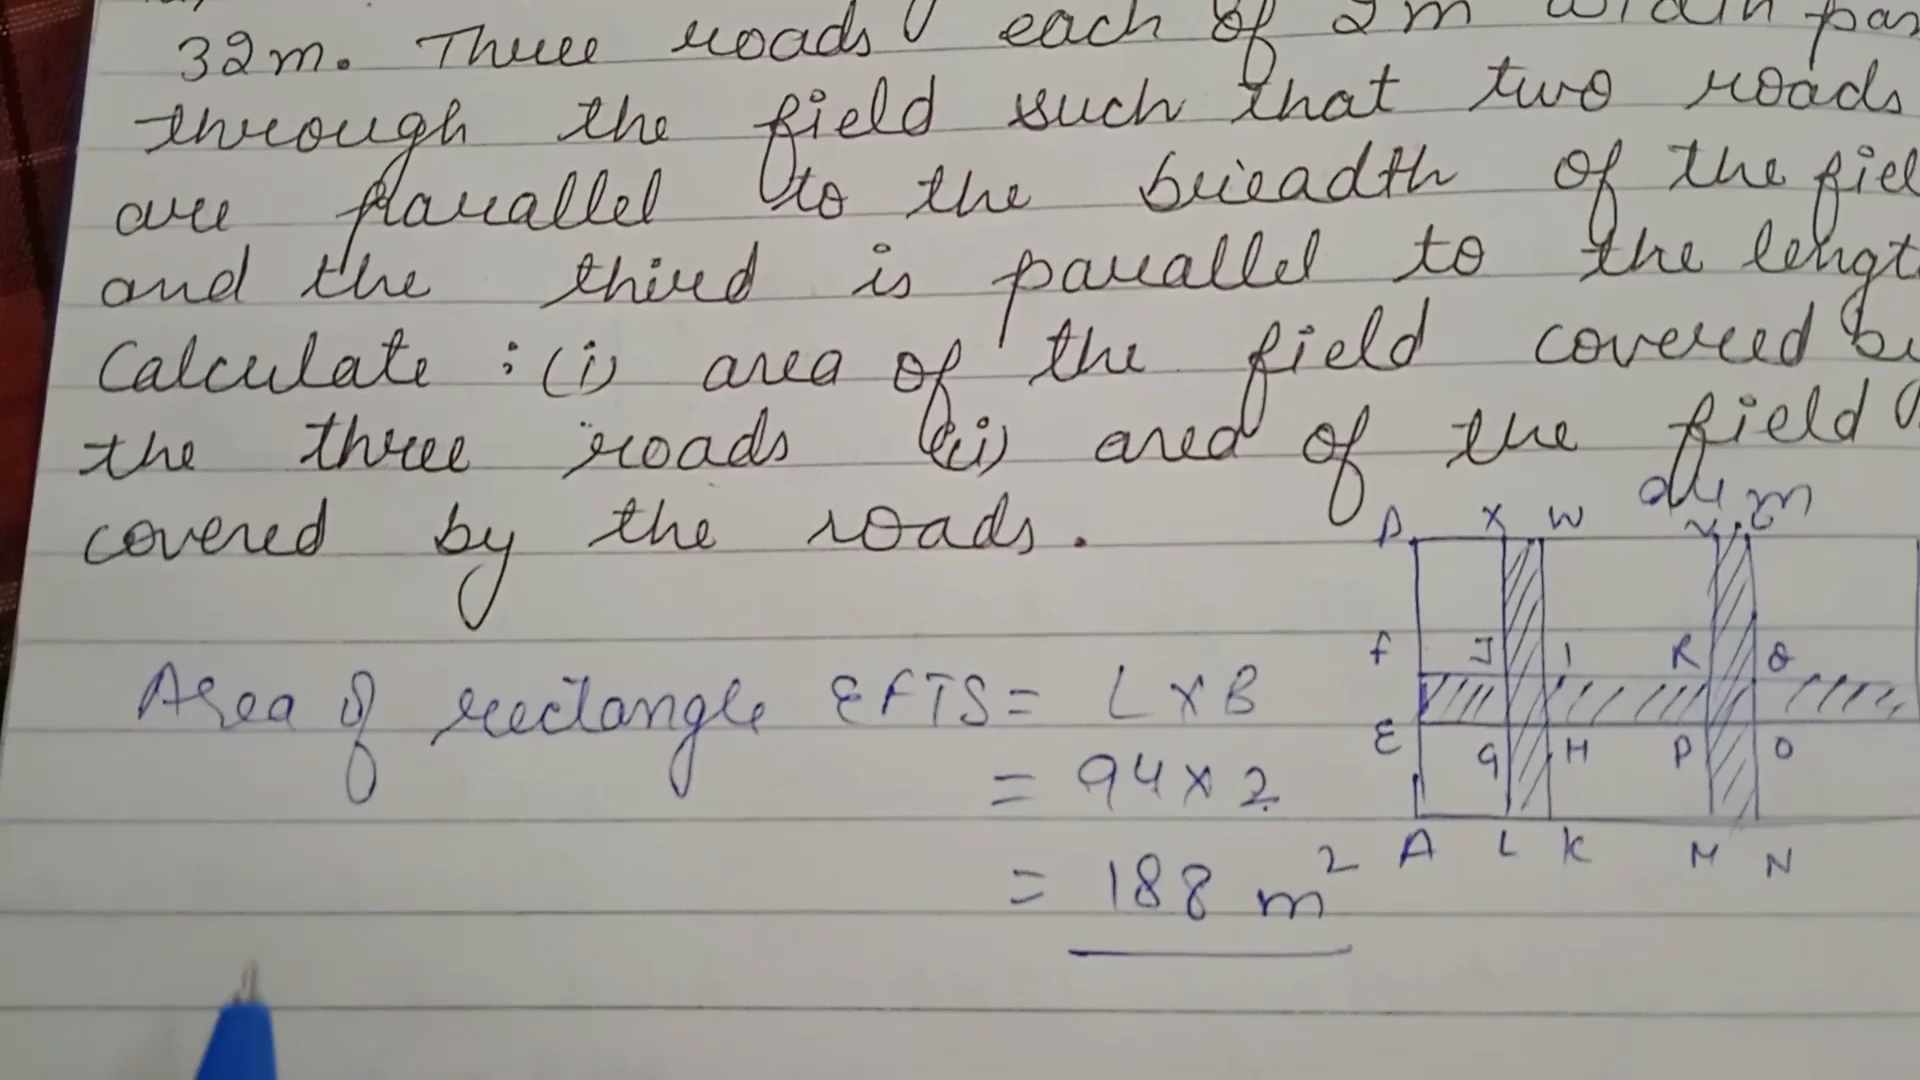 32m. Three roads each of 2m width
through the field such that two roads
are parallel to the breadth of the
and the third is parallel to the
Calculate : (i) area of the field covered
the three roads (ii) area of the field
covered by the roads.
D X W C
F J I R Q
Area of rectangle EFTS = L X B
E G H P O
= 94 x 2
= 188 m²
A L K M N